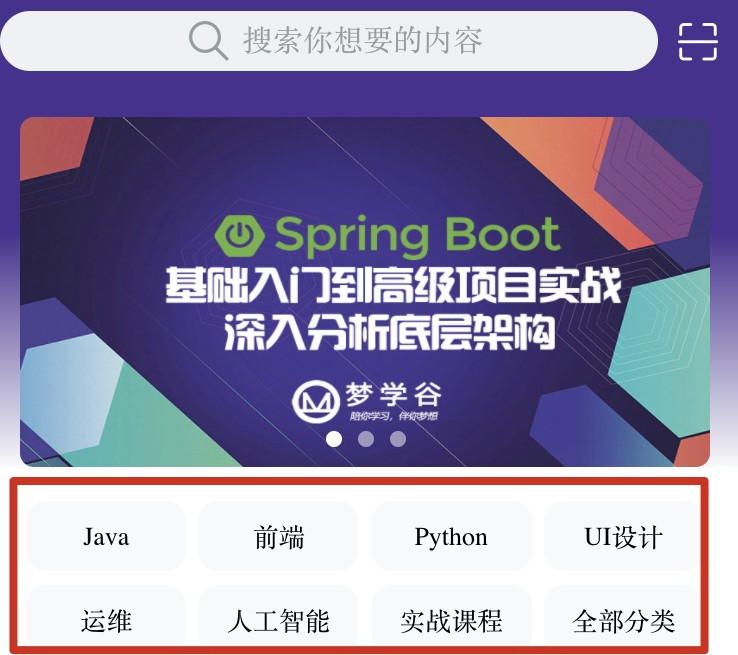 搜索你想要的内容
Spring Boot
基础入门到高级项目实战
深入分析底层架构
梦学谷
陪你学习，伴你梦想
Java 前端 Python UI设计
运维 人工智能 实战课程 全部分类